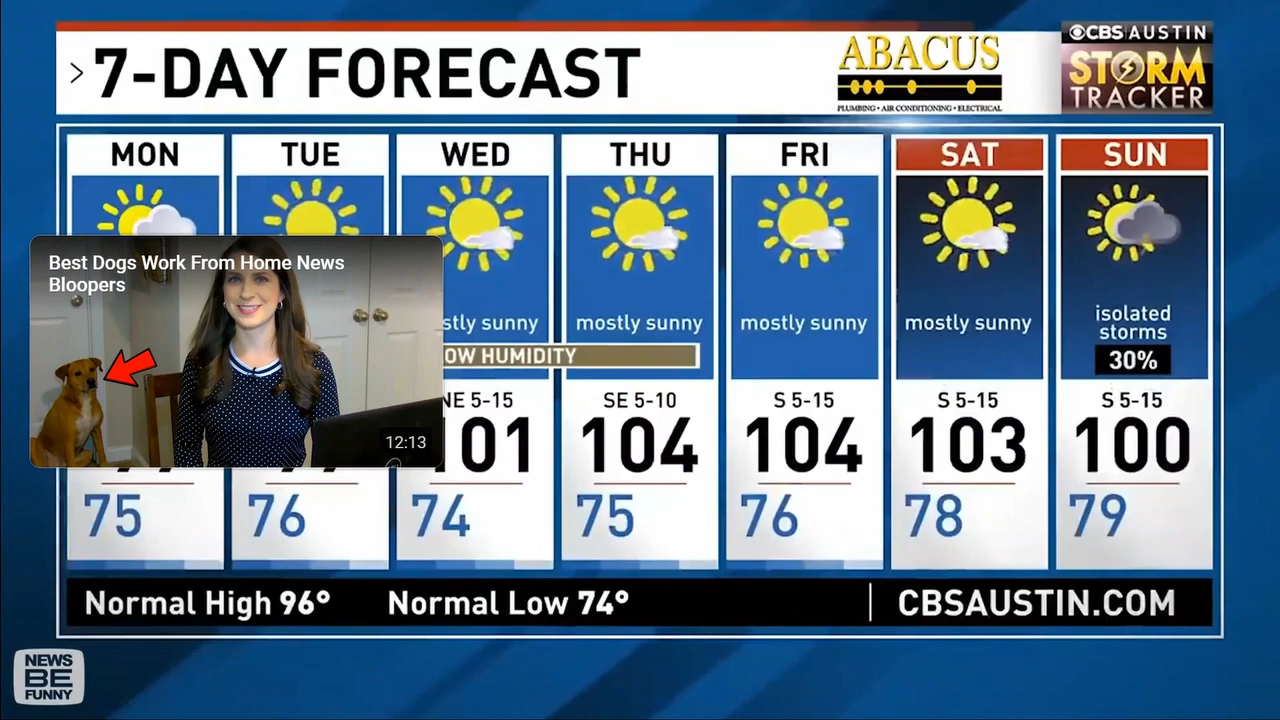 > 7-DAY FORECAST
ABACUS
PLUMBING • AIR CONDITIONING • ELECTRICAL
CBS AUSTIN
STORM
TRACKER
MON TUE WED THU FRI SAT SUN
Best Dogs Work From Home News
Bloopers
12:13
stly sunny mostly sunny mostly sunny mostly sunny isolated
storms
30%
OW HUMIDITY
NE 5-15 SE 5-10 S 5-15 S 5-15 S 5-15
101 104 104 103 100
75 76 74 75 76 78 79
Normal High 96° Normal Low 74° CBSAUSTIN.COM
NEWS
BE
FUNNY